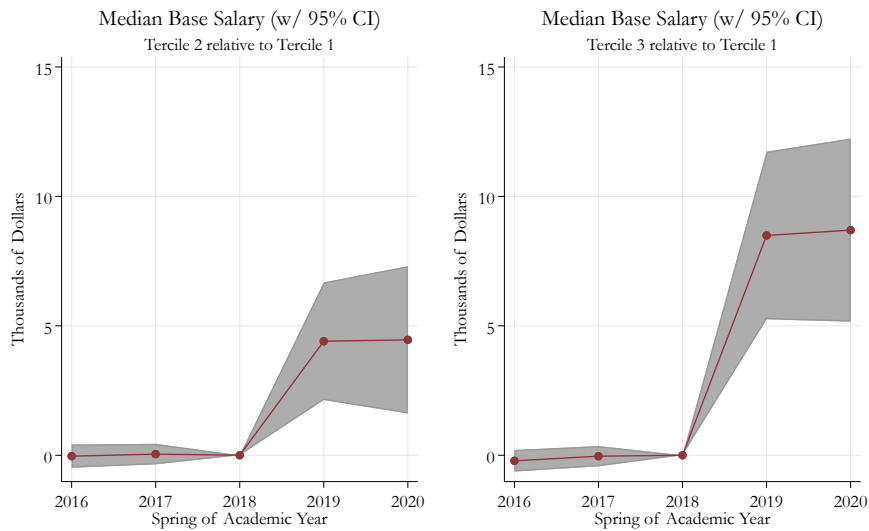 Median Base Salary (w/ 95% CI)
Tercile 2 relative to Tercile 1
15
10
5
0
Thousands of Dollars
2016 2017 2018 2019 2020
Spring of Academic Year
Median Base Salary (w/ 95% CI)
Tercile 3 relative to Tercile 1
15
10
5
0
Thousands of Dollars
2016 2017 2018 2019 2020
Spring of Academic Year